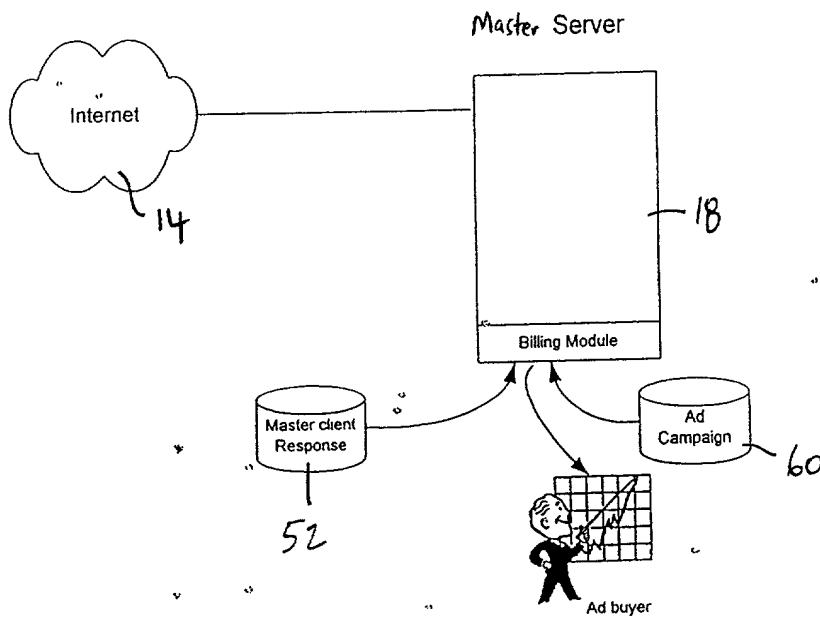 Master Server
Internet
14
18
Billing Module
Master client
Response
Ad
Campaign
60
52
Ad buyer